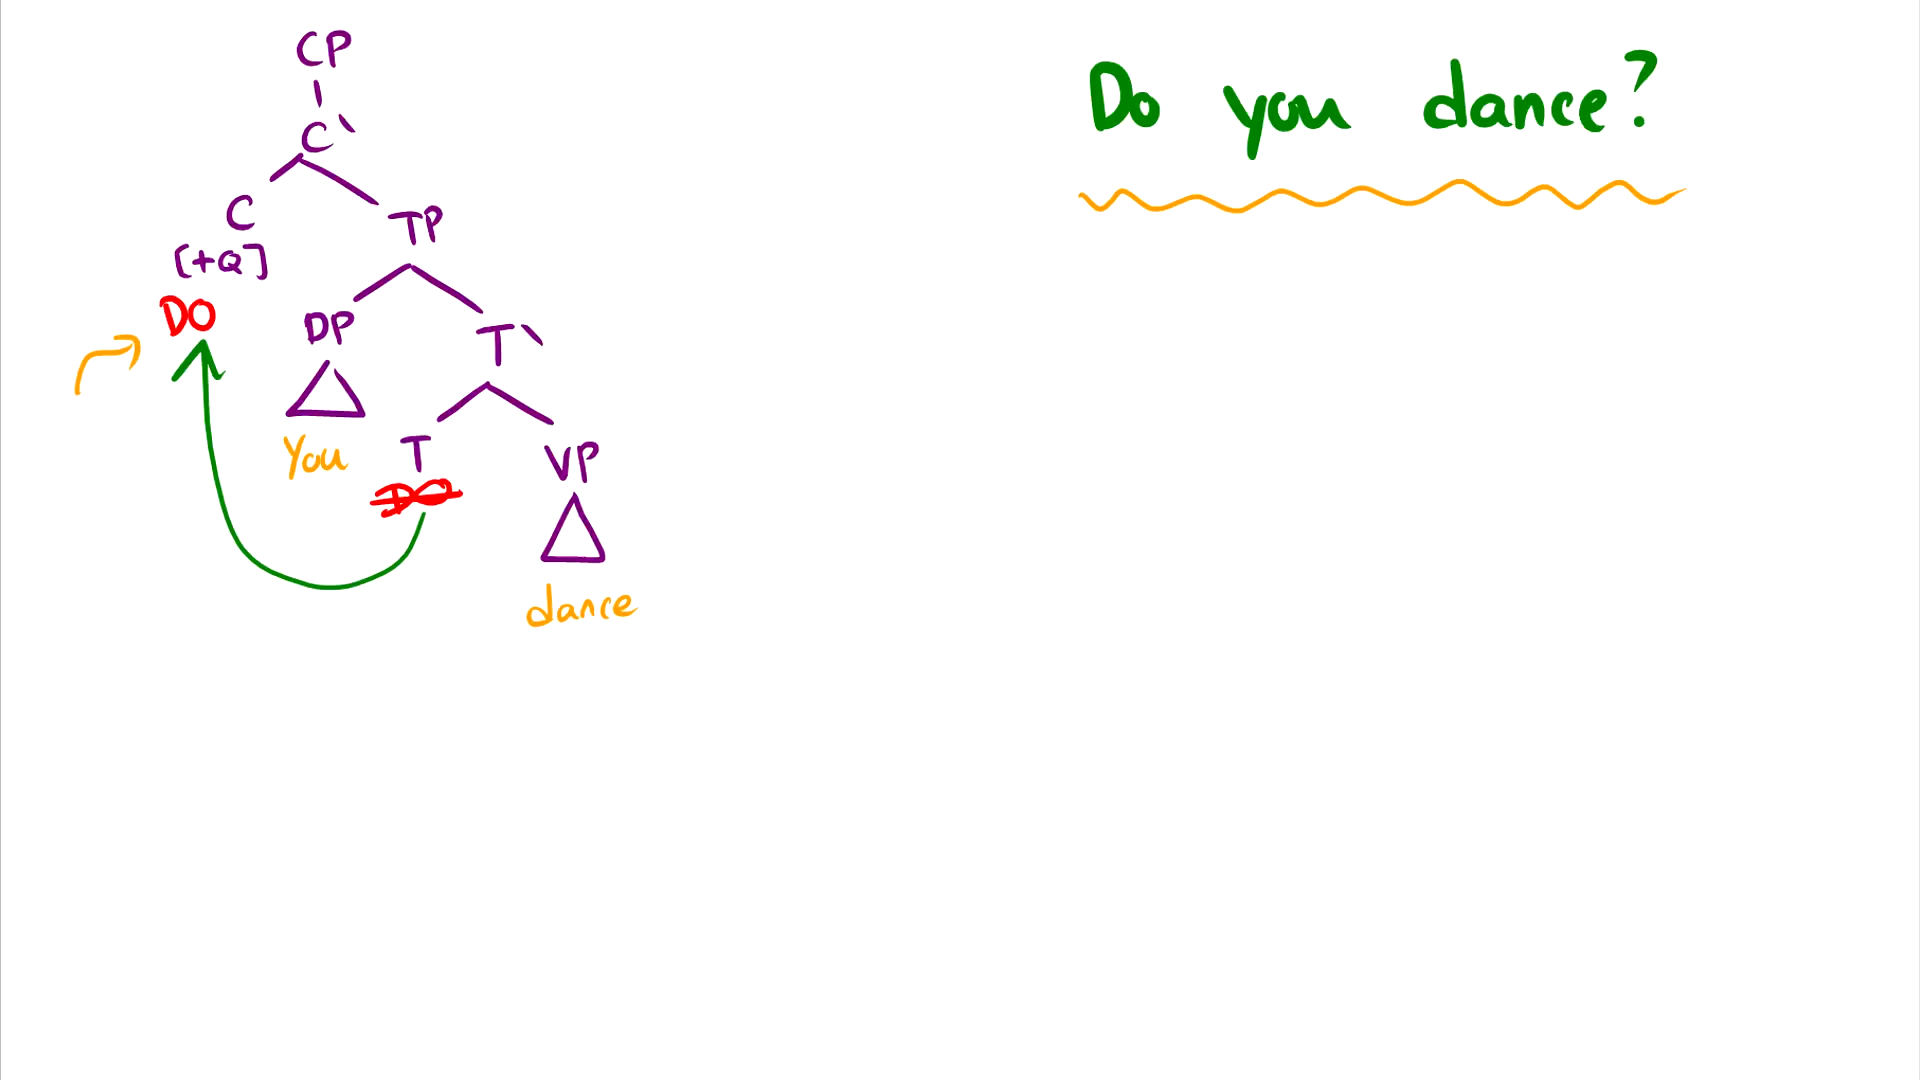 CP
C`
C
TP
[+Q]
DO
DP
T`
You
T
VP
DO
dance
Do you dance?